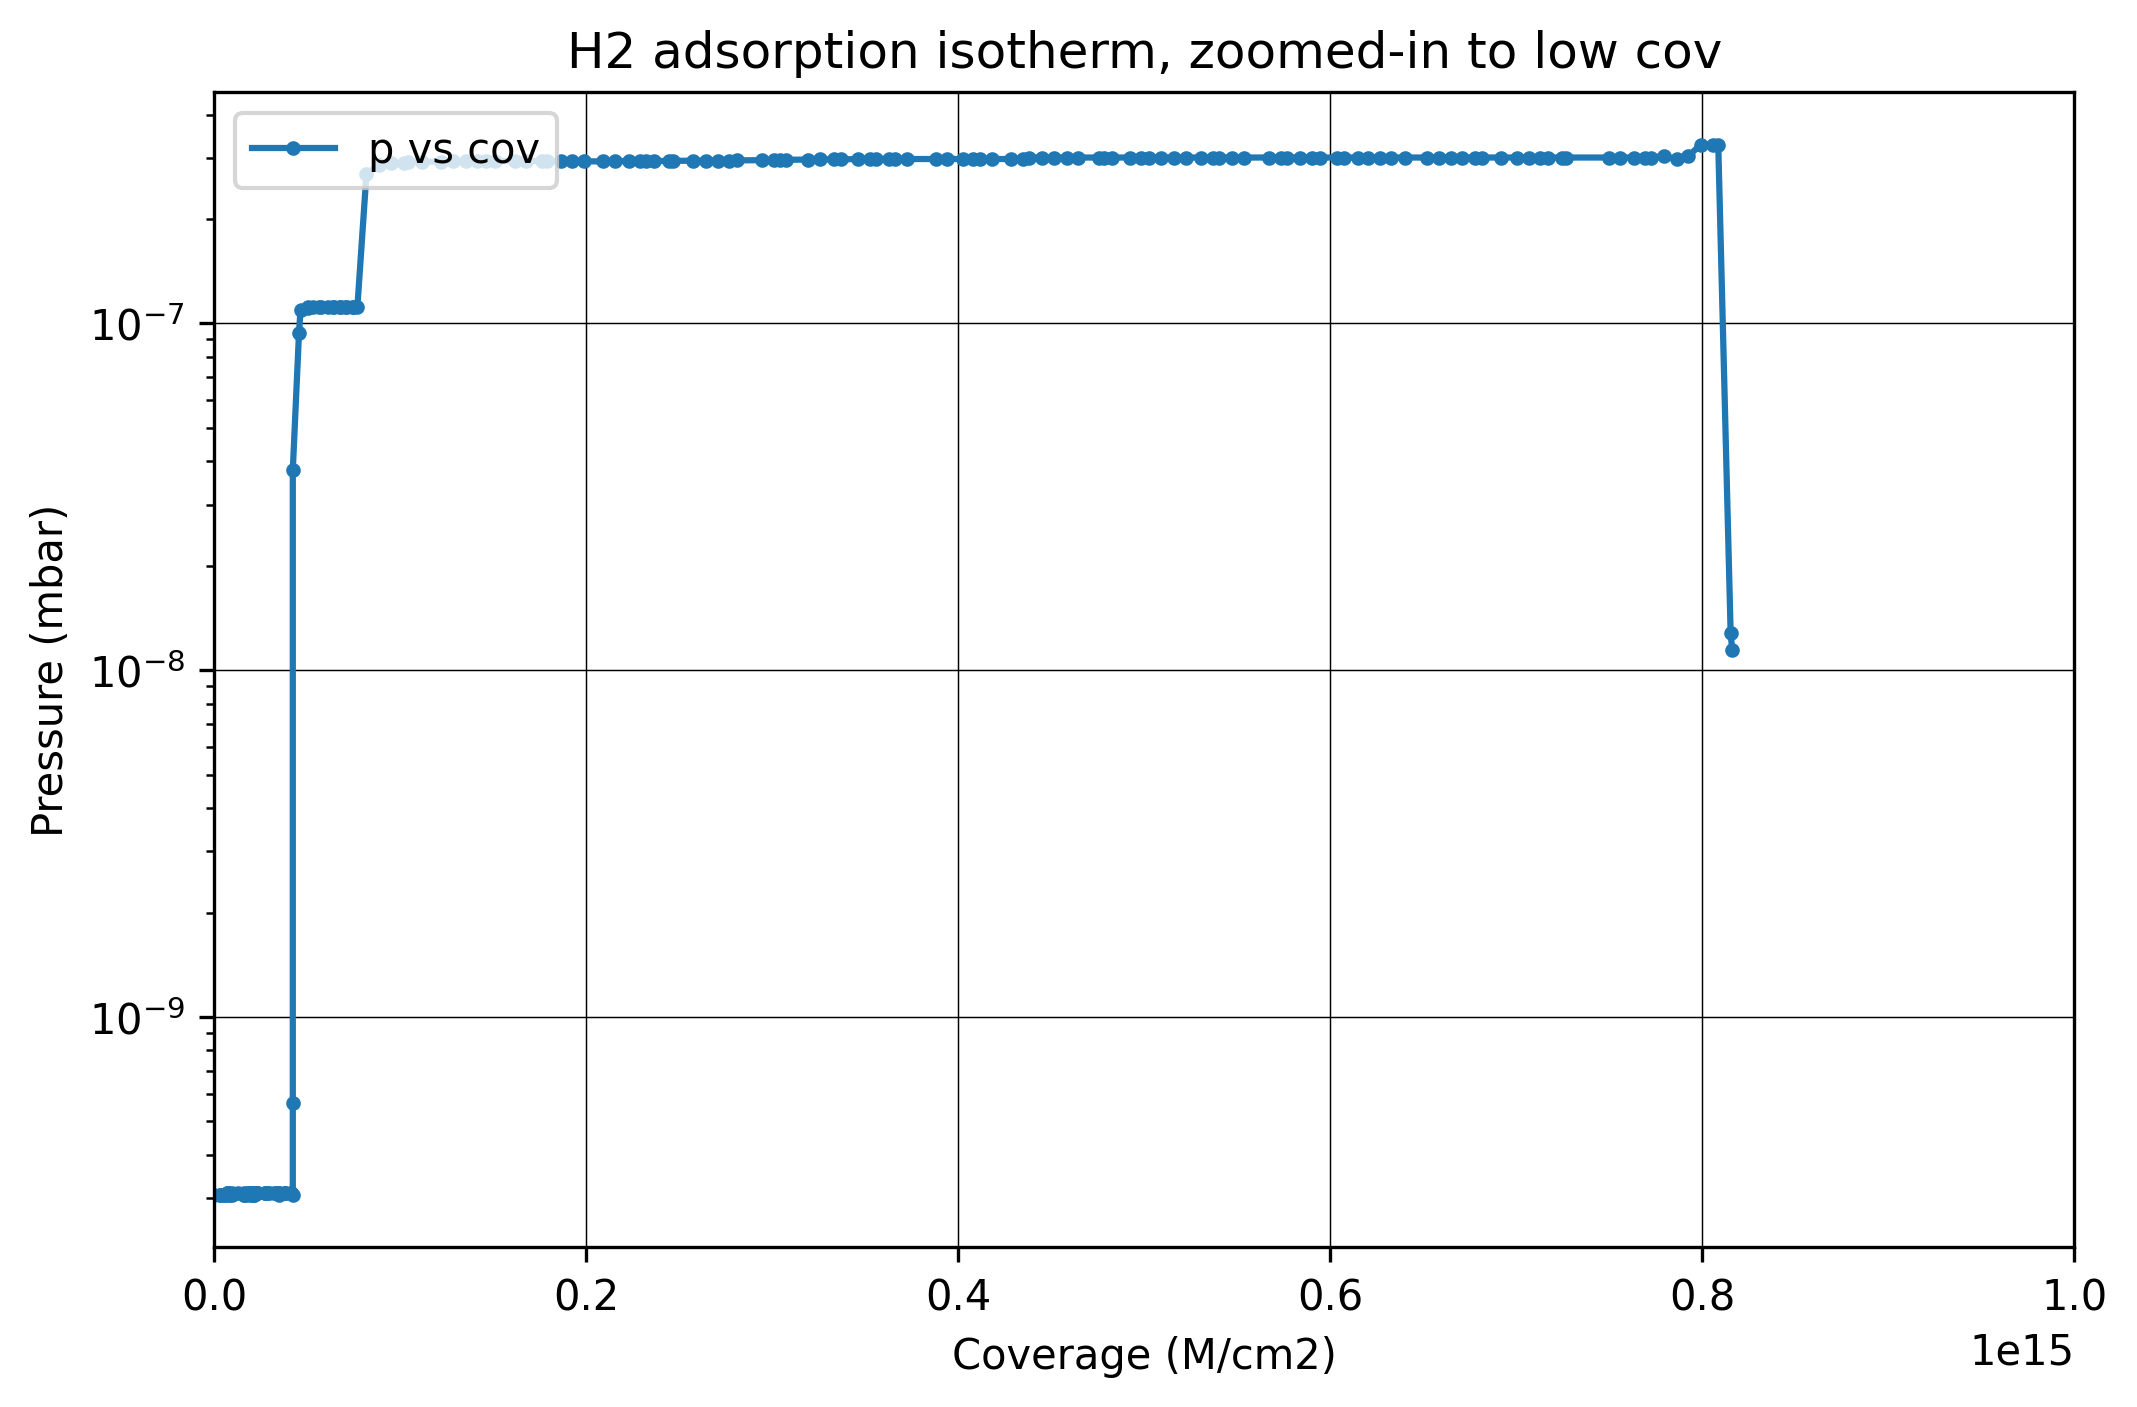 H2 adsorption isotherm, zoomed-in to low cov
p vs cov
Pressure (mbar)
10⁻⁷
10⁻⁸
10⁻⁹
0.0 0.2 0.4 0.6 0.8 1.0
1e15
Coverage (M/cm2)